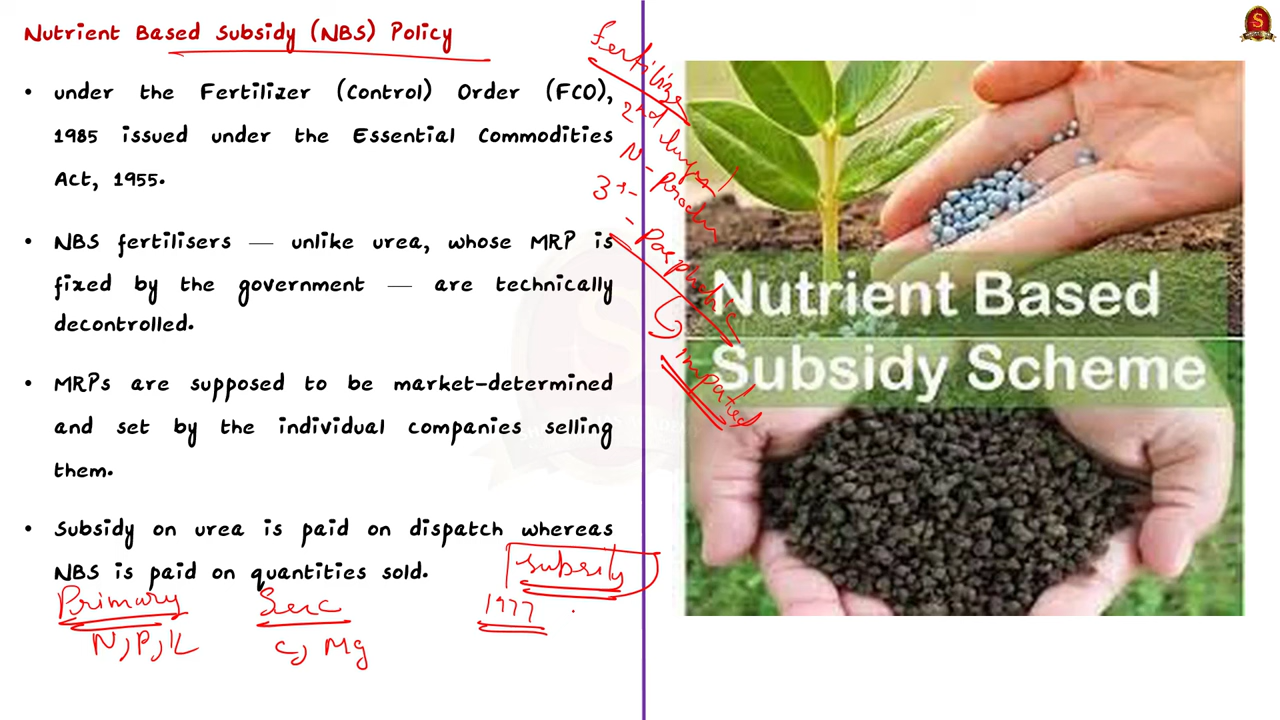 Nutrient Based Subsidy (NBS) Policy
• under the Fertilizer (Control) Order (FCO),
1985 issued under the Essential Commodities
Act, 1955.
• NBS fertilisers — unlike urea, whose MRP is
fixed by the government — are technically
decontrolled.
• MRPs are supposed to be market-determined
and set by the individual companies selling
them.
• Subsidy on urea is paid on dispatch whereas
NBS is paid on quantities sold.
subsidy
Primary
Sec
1977
N, P, K
C, Mg
Fertilizer
2nd
N -
3rd -
Nutrient Based
Subsidy Scheme
S